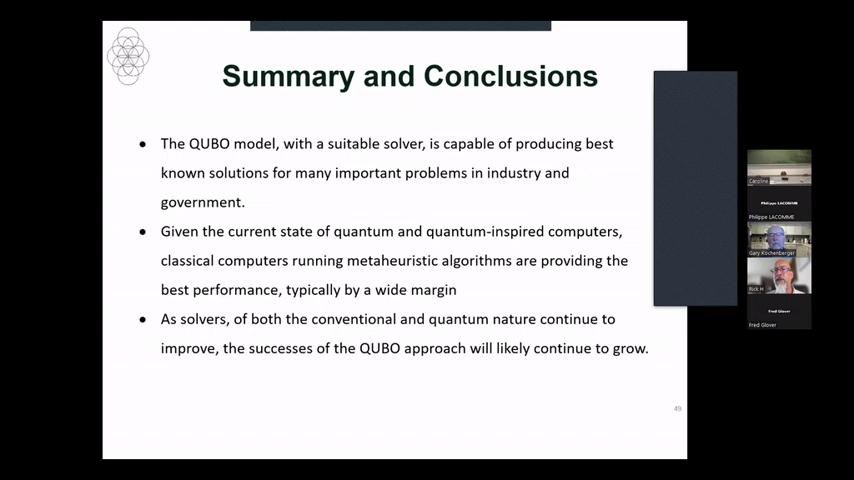 Summary and Conclusions
• The QUBO model, with a suitable solver, is capable of producing best
known solutions for many important problems in industry and
government.
• Given the current state of quantum and quantum-inspired computers,
classical computers running metaheuristic algorithms are providing the
best performance, typically by a wide margin
• As solvers, of both the conventional and quantum nature continue to
improve, the successes of the QUBO approach will likely continue to grow.
49
Caroline
Philippe LACOMME
Philippe LACOMME
Gary Kochenberger
Rick H
Fred Glover
Fred Glover